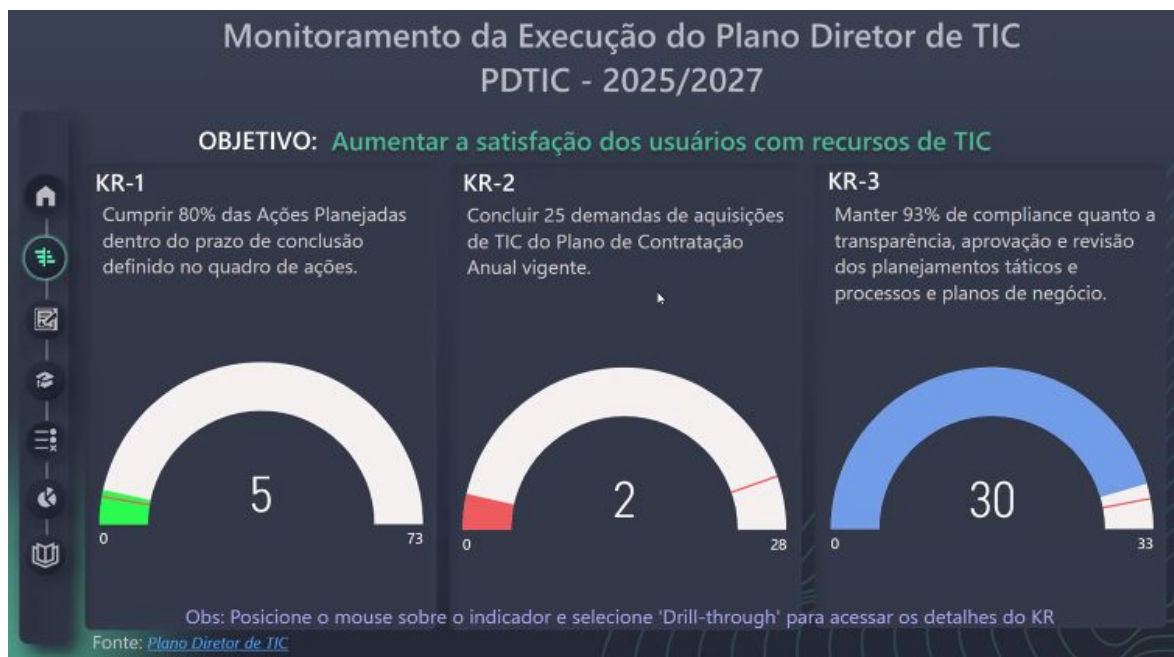 Monitoramento da Execução do Plano Diretor de TIC
PDTIC - 2025/2027
OBJETIVO: Aumentar a satisfação dos usuários com recursos de TIC
KR-1
Cumprir 80% das Ações Planejadas
dentro do prazo de conclusão
definido no quadro de ações.
5
0
73
KR-2
Concluir 25 demandas de aquisições
de TIC do Plano de Contratação
Anual vigente.
2
0
28
KR-3
Manter 93% de compliance quanto a
transparência, aprovação e revisão
dos planejamentos táticos e
processos e planos de negócio.
30
0
33
Obs: Posicione o mouse sobre o indicador e selecione 'Drill-through' para acessar os detalhes do KR
Fonte: Plano Diretor de TIC